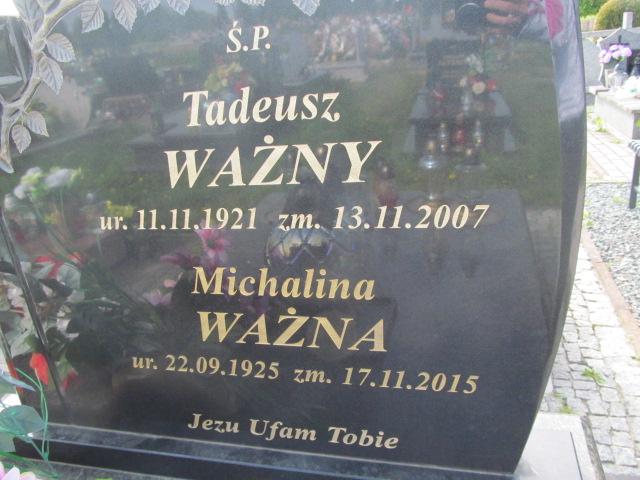 Ś.P.
Tadeusz
WAŻNY
ur. 11.11.1921 zm. 13.11.2007
Michalina
WAŻNA
ur. 22.09.1925 zm. 17.11.2015
Jezu Ufam Tobie